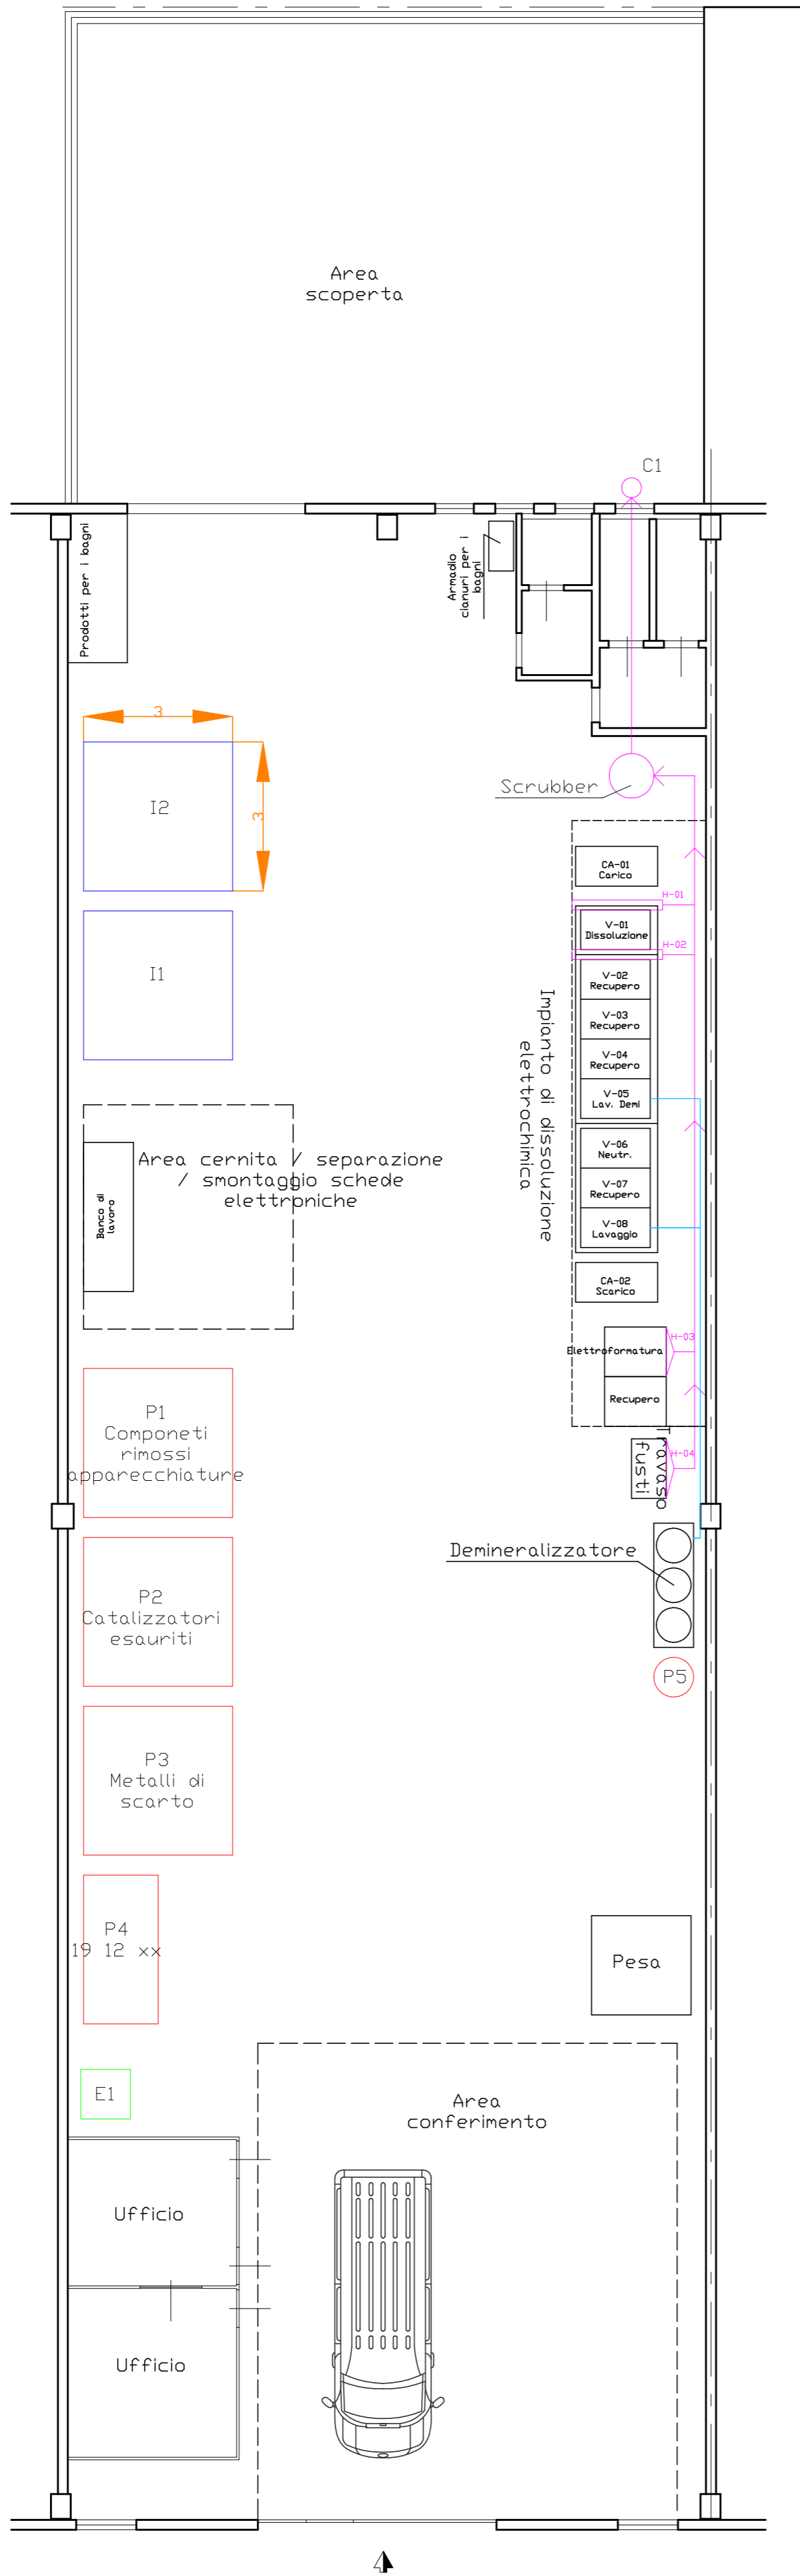 Area
scoperta
C1
Prodotti per i bagni
Armadio
cianuri per i
bagni
3
3
I2
Scrubber
CA-01
Carico
H-01
V-01
Dissoluzione
H-02
I1
V-02
Recupero
V-03
Recupero
V-04
Recupero
V-05
Lav. Demi
Impianto di dissoluzione
elettrochimica
V-06
Neutr.
V-07
Recupero
V-08
Lavaggio
Area cernita / separazione
/ smontaggio schede
elettroniche
Banco di
lavoro
CA-02
Scarico
H-03
Elettroformatura
Recupero
P1
Componeti
rimossi
apparecchiature
Travaso
fusti
H-04
Demineralizzatore
P2
Catalizzatori
esauriti
P5
P3
Metalli di
scarto
P4
19 12 xx
Pesa
E1
Area
conferimento
Ufficio
Ufficio